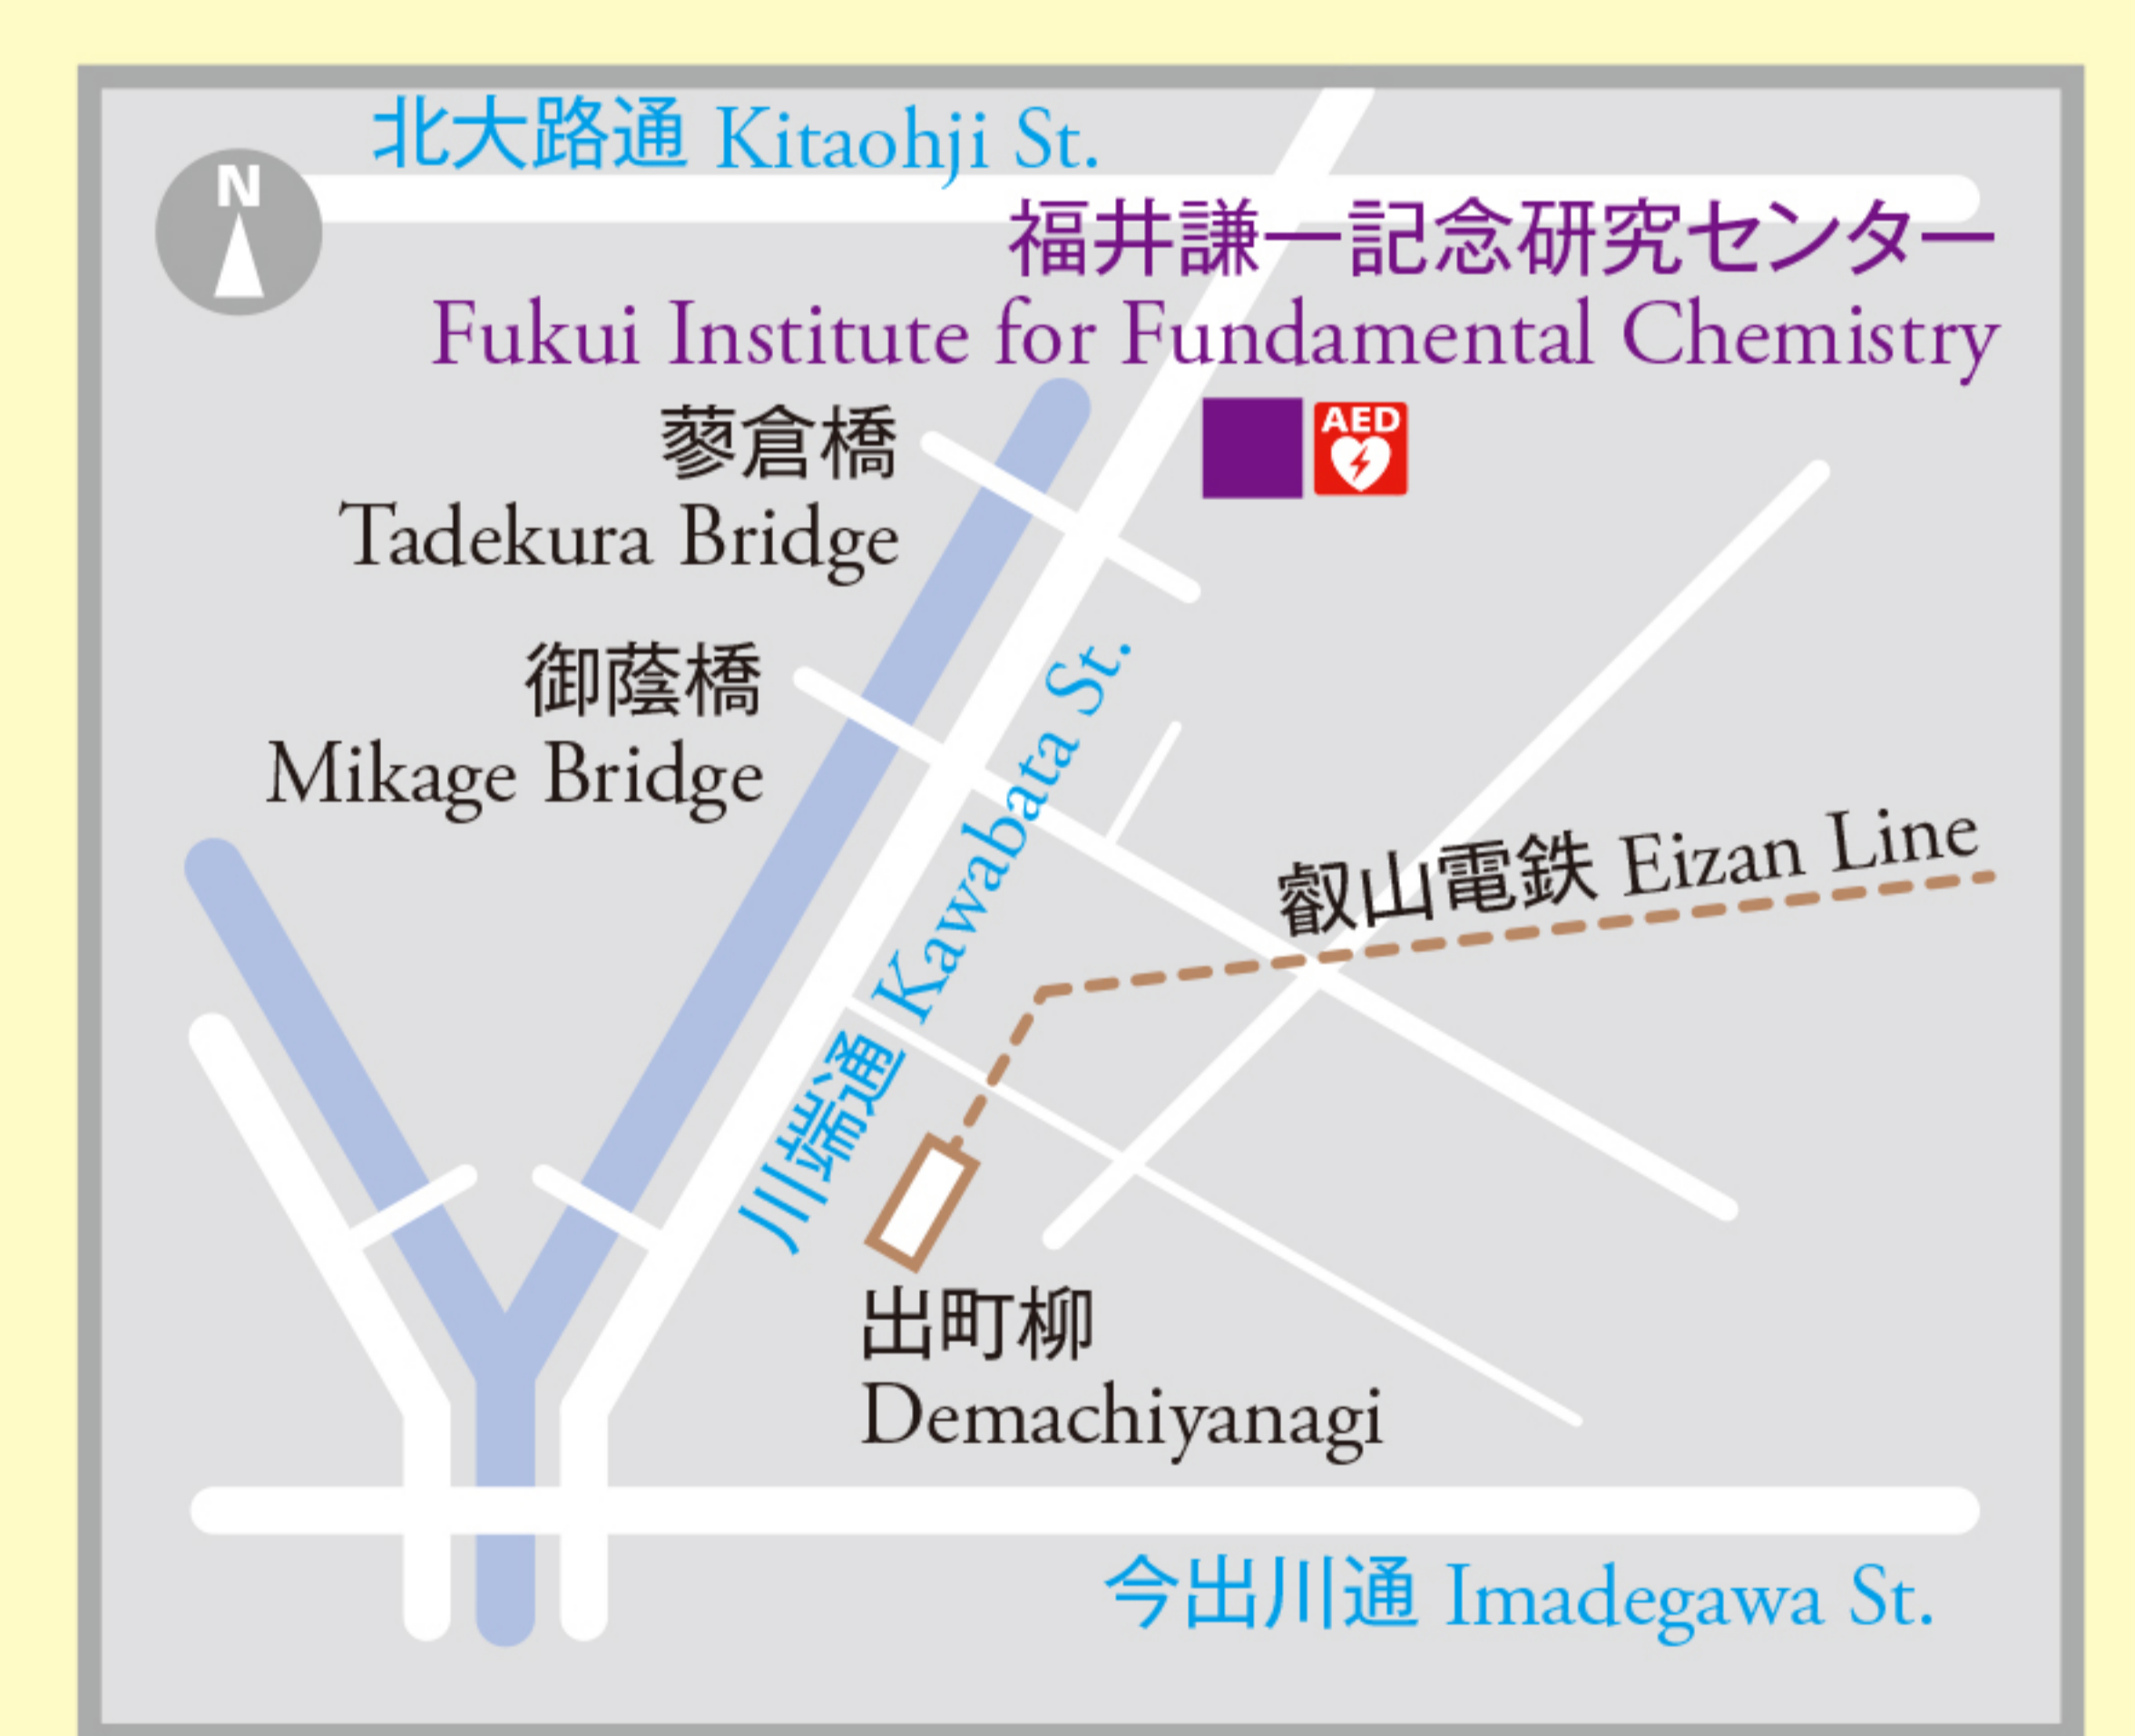 北大路通 Kitaohji St.
N
福井謙一記念研究センター
Fukui Institute for Fundamental Chemistry
蓼倉橋
Tadekura Bridge
AED
御蔭橋
Mikage Bridge
川端通 Kawabata St.
叡山電鉄 Eizan Line
出町柳
Demachiyanagi
今出川通 Imadegawa St.